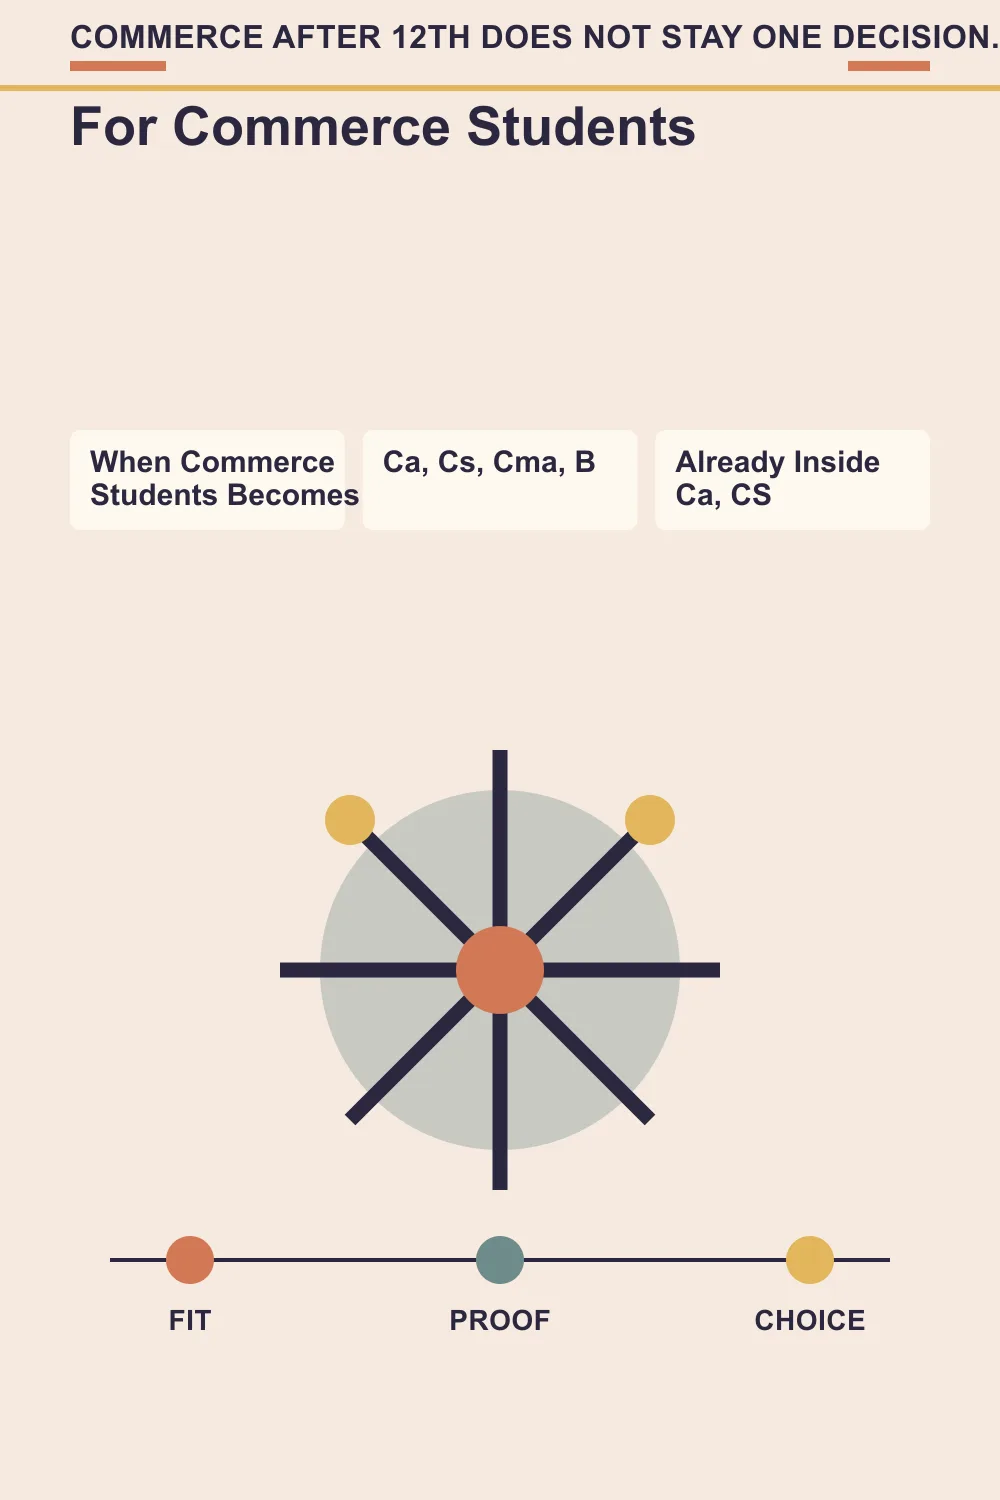 COMMERCE AFTER 12TH DOES NOT STAY ONE DECISION.
For Commerce Students
When Commerce
Students Becomes
Ca, Cs, Cma, B
Already Inside
Ca, CS
FIT
PROOF
CHOICE